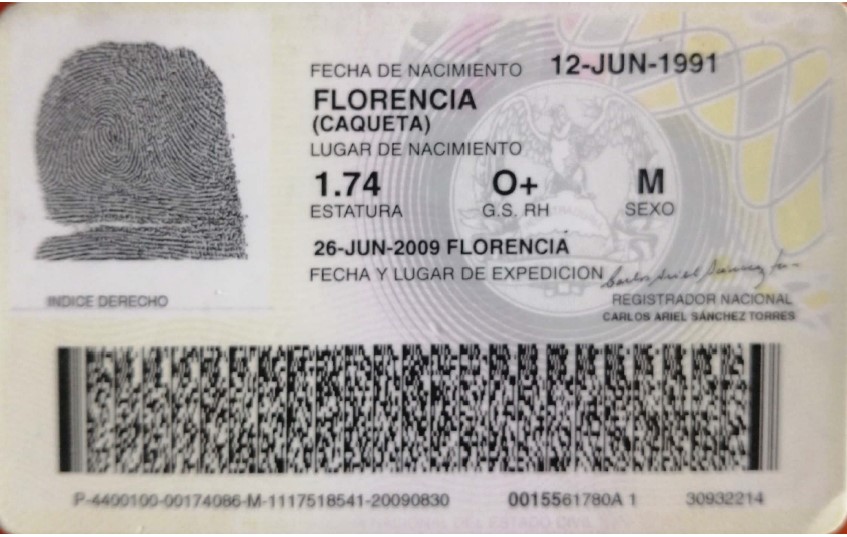 FECHA DE NACIMIENTO 12-JUN-1991
FLORENCIA
(CAQUETA)
LUGAR DE NACIMIENTO
1.74 O+ M
ESTATURA G.S. RH SEXO
26-JUN-2009 FLORENCIA
FECHA Y LUGAR DE EXPEDICION
REGISTRADOR NACIONAL
CARLOS ARIEL SÁNCHEZ TORRES
INDICE DERECHO
P-4400100-00174086-M-1117518541-20090830 0015561780A 1 30932214